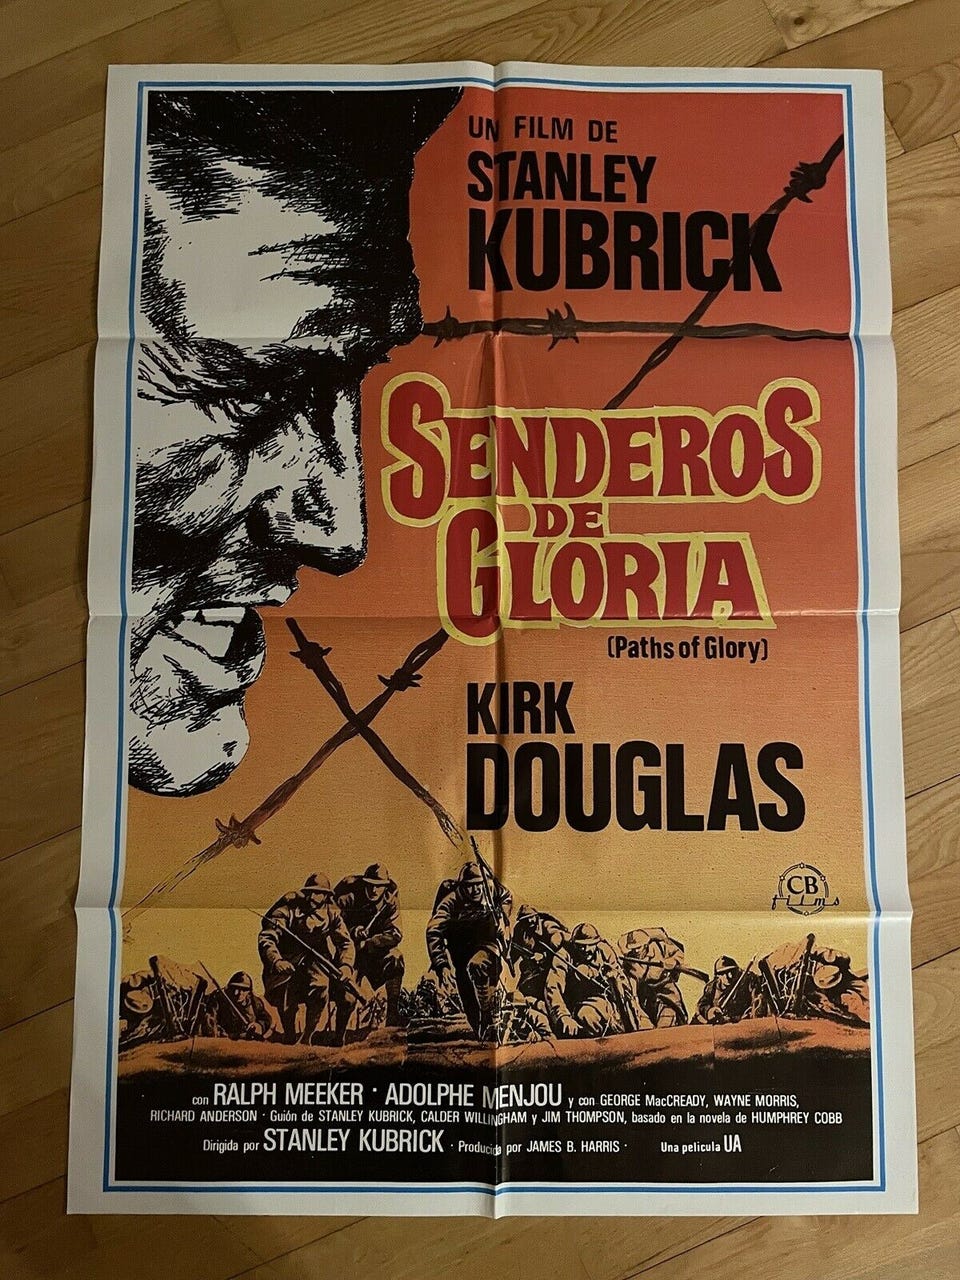 UN FILM DE
STANLEY
KUBRICK
SENDEROS
DE
GLORIA
(Paths of Glory)
KIRK
DOUGLAS
CB
films
con RALPH MEEKER · ADOLPHE MENJOU y con GEORGE MacCREADY, WAYNE MORRIS,
RICHARD ANDERSON · Guión de STANLEY KUBRICK, CALDER WILLINGHAM y JIM THOMPSON, basado en la novela de HUMPHREY COBB
Dirigida por STANLEY KUBRICK · Producida por JAMES B. HARRIS · Una pelicula UA